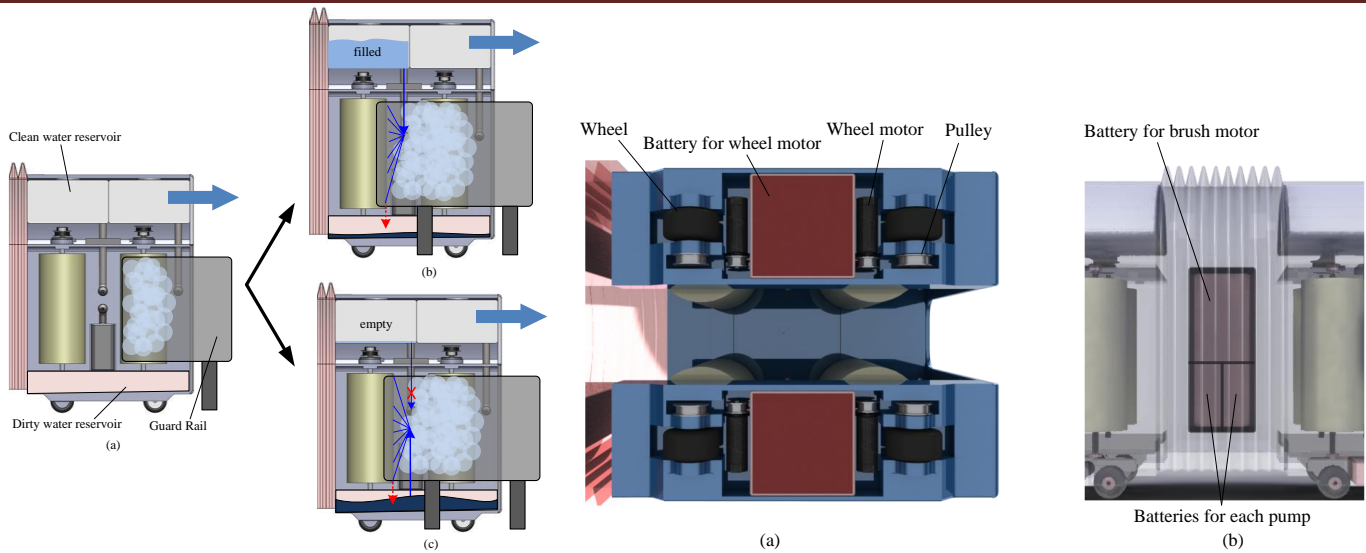 filled
Clean water reservoir
(b)
Dirty water reservoir
Guard Rail
(a)
empty
(c)
Wheel
Battery for wheel motor
Wheel motor
Pulley
(a)
Battery for brush motor
Batteries for each pump
(b)